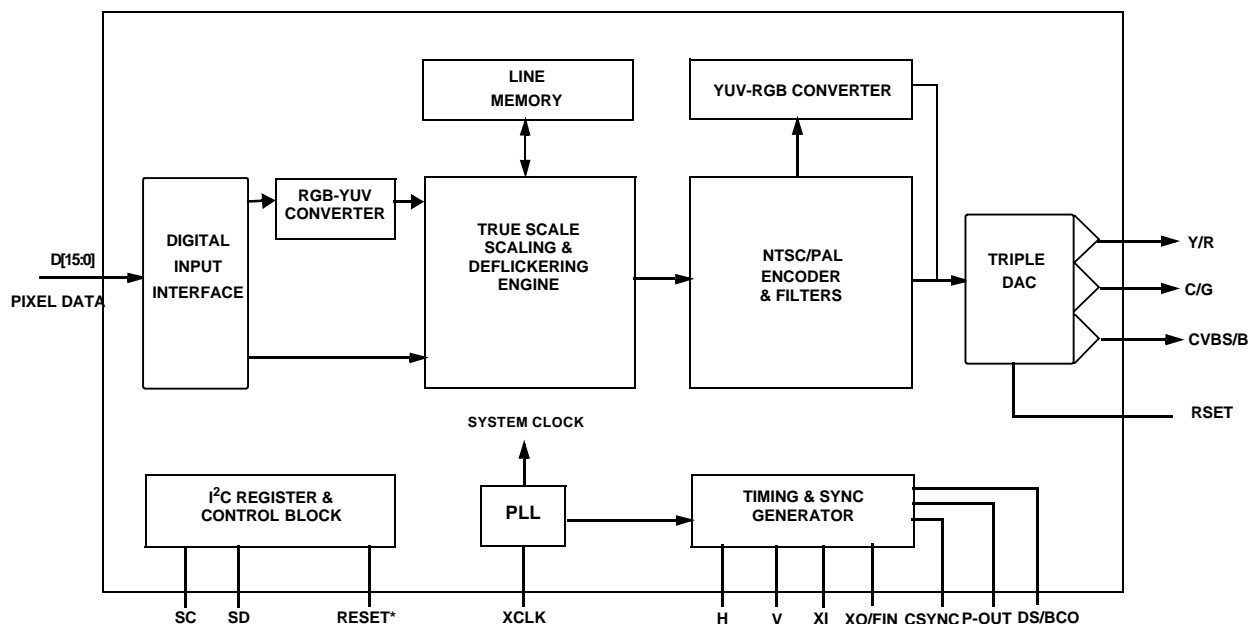 LINE
MEMORY
YUV-RGB CONVERTER
RGB-YUV
CONVERTER
DIGITAL
INPUT
INTERFACE
TRUE SCALE
SCALING &
DEFLICKERING
ENGINE
NTSC/PAL
ENCODER
& FILTERS
TRIPLE
DAC
D[15:0]
PIXEL DATA
Y/R
C/G
CVBS/B
RSET
SYSTEM CLOCK
I²C REGISTER &
CONTROL BLOCK
PLL
TIMING & SYNC
GENERATOR
SC SD RESET* XCLK H V XI XO/FIN CSYNC P-OUT DS/BCO